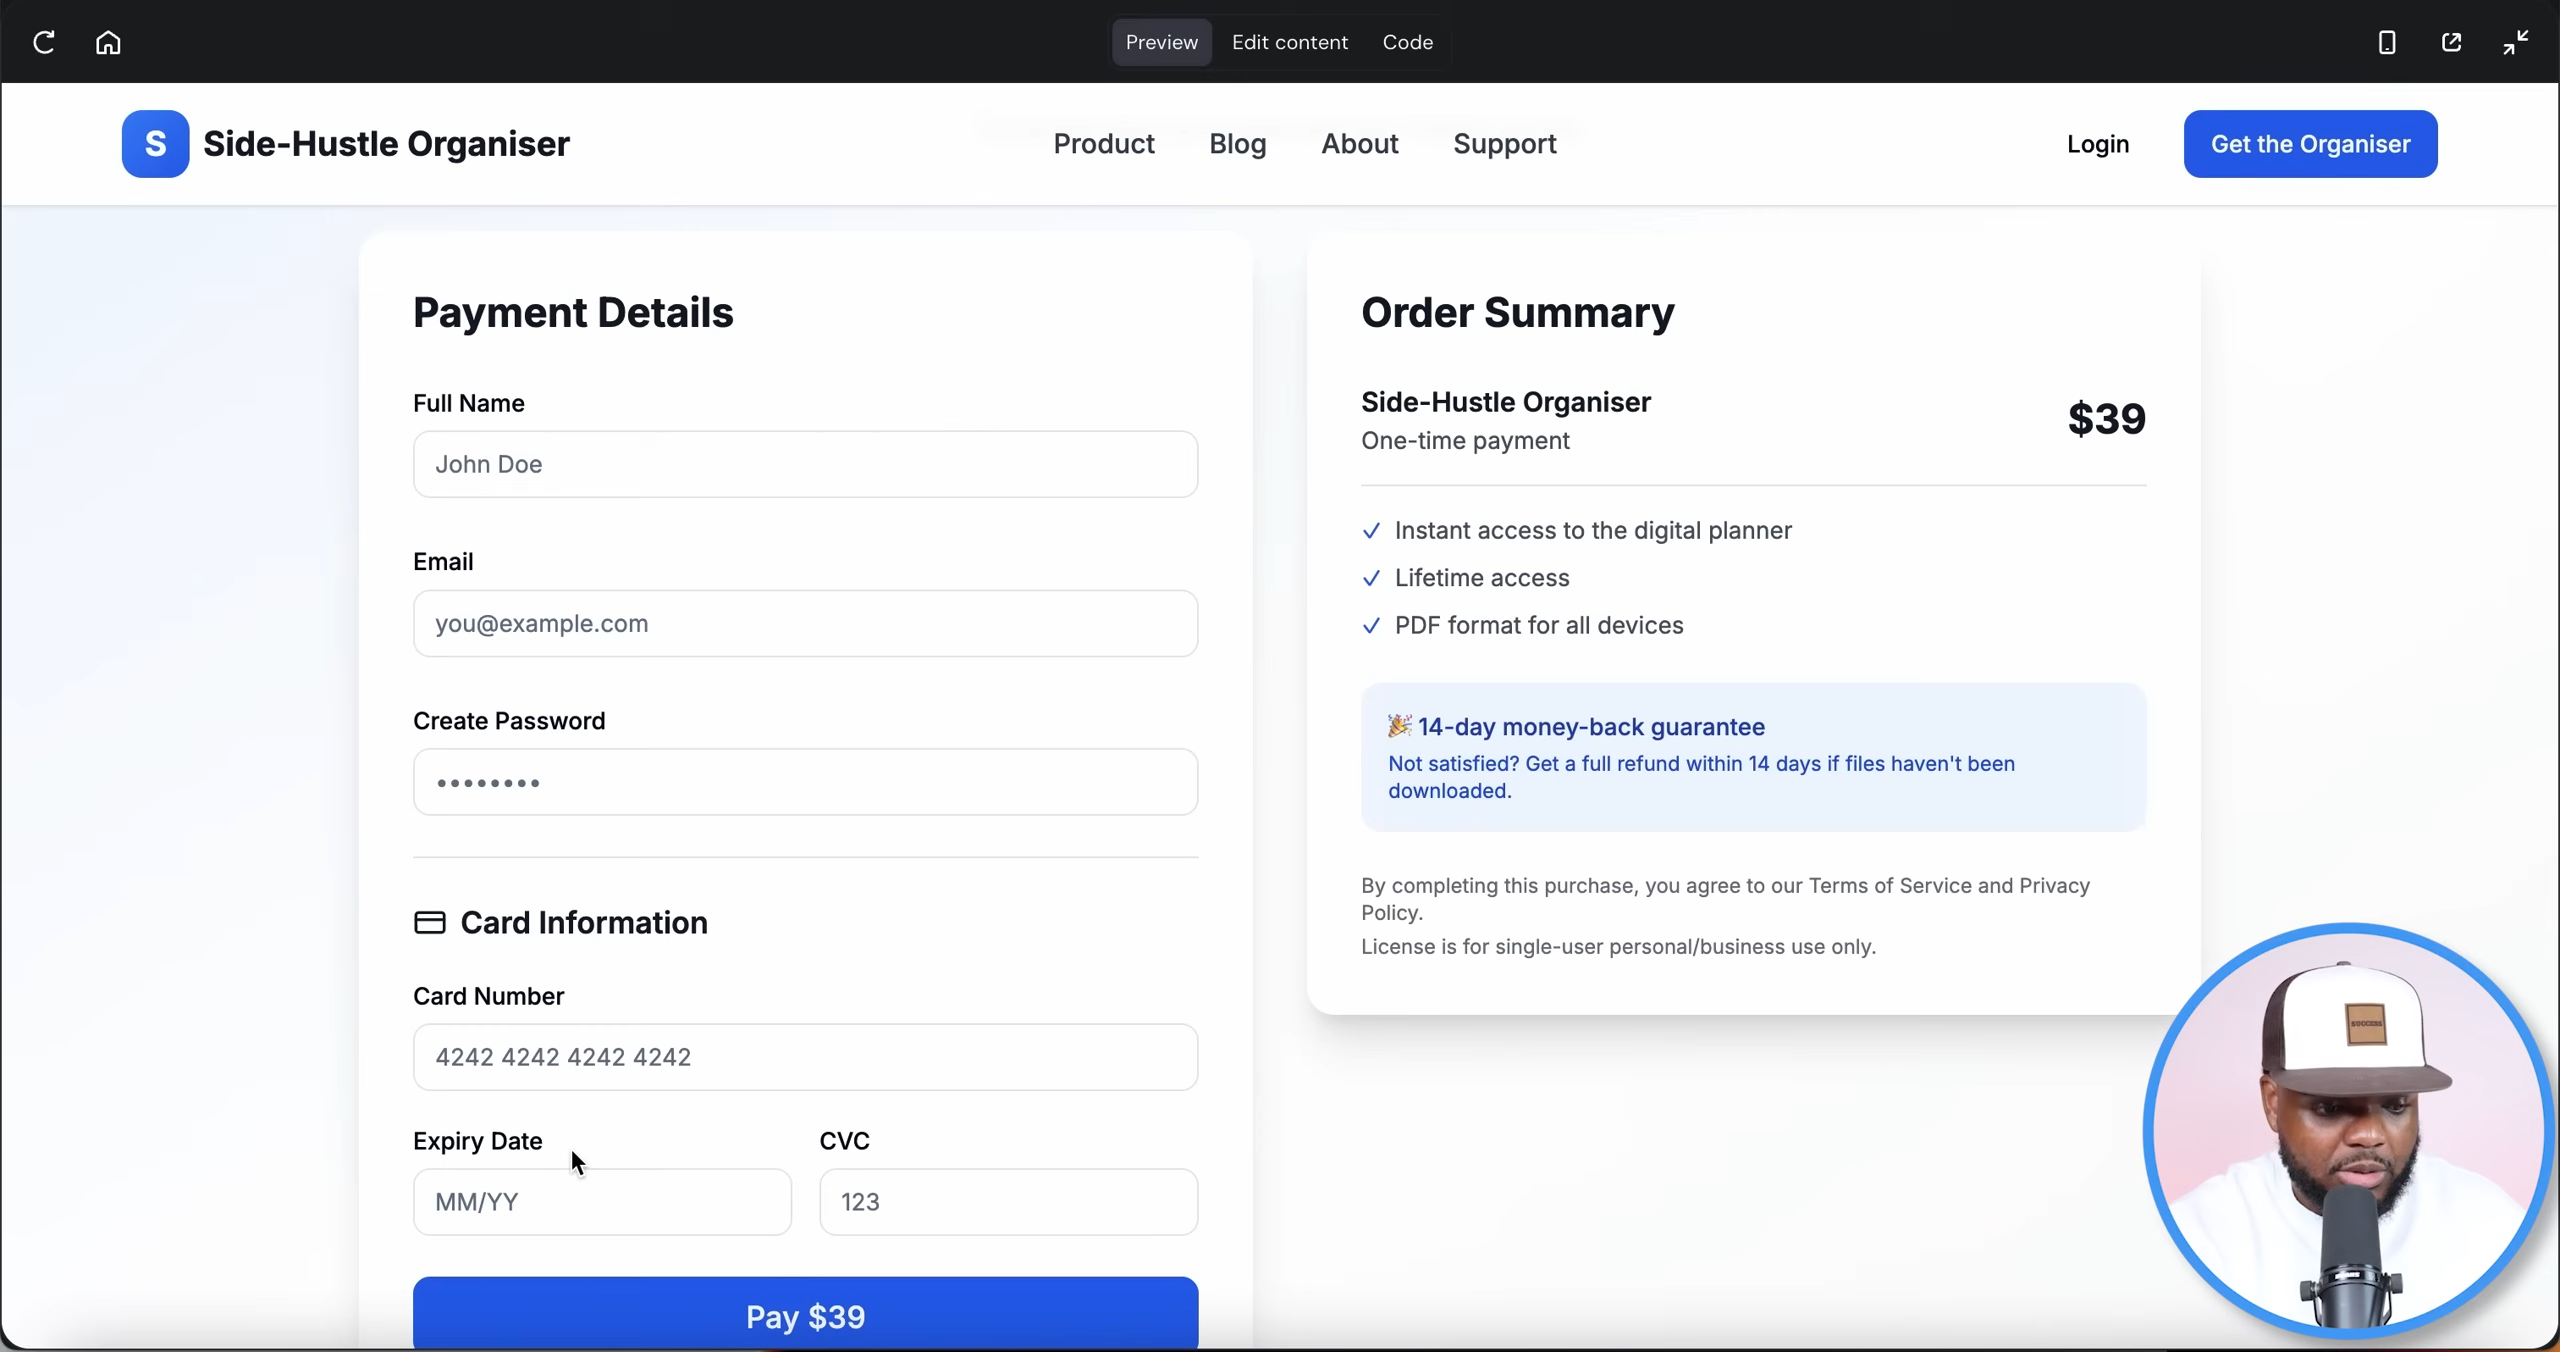 Preview Edit content Code
S Side-Hustle Organiser
Product Blog About Support
Login Get the Organiser
Payment Details
Full Name
John Doe
Email
you@example.com
Create Password
••••••••
Card Information
Card Number
4242 4242 4242 4242
Expiry Date CVC
MM/YY 123
Pay $39
Order Summary
Side-Hustle Organiser
One-time payment
$39
✓ Instant access to the digital planner
✓ Lifetime access
✓ PDF format for all devices
🎉 14-day money-back guarantee
Not satisfied? Get a full refund within 14 days if files haven't been
downloaded.
By completing this purchase, you agree to our Terms of Service and Privacy
Policy.
License is for single-user personal/business use only.
SUCCESS